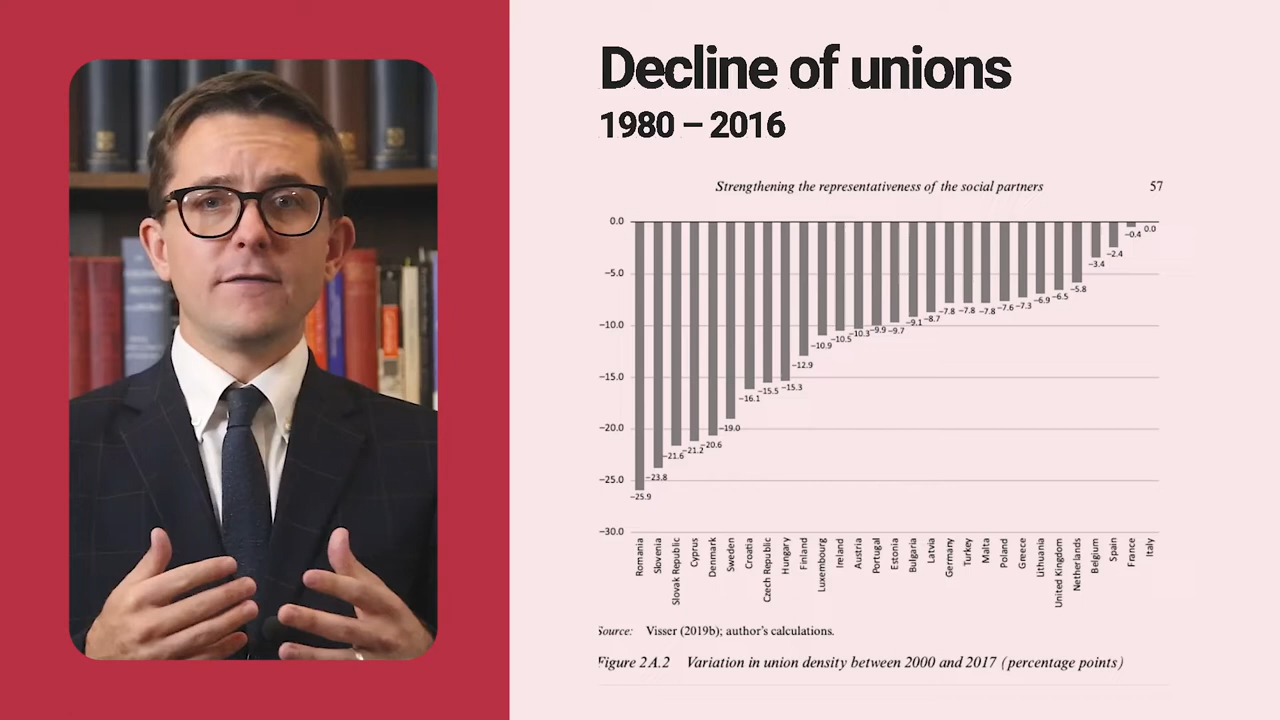 Decline of unions
1980 – 2016
Strengthening the representativeness of the social partners 57
0.0
−5.0
−10.0
−15.0
−20.0
−25.0
−30.0
−25.9
−23.8
−21.6
−21.2
−20.6
−19.0
−16.1
−15.5
−15.3
−12.9
−10.9
−10.5
−10.3
−9.9
−9.7
−9.1
−8.7
−7.8
−7.8
−7.8
−7.6
−7.3
−6.9
−6.5
−5.8
−3.4
−2.4
−0.4
0.0
Romania
Slovenia
Slovak Republic
Cyprus
Denmark
Sweden
Croatia
Czech Republic
Hungary
Finland
Luxembourg
Ireland
Austria
Portugal
Estonia
Bulgaria
Latvia
Germany
Turkey
Malta
Poland
Greece
Lithuania
United Kingdom
Netherlands
Belgium
Spain
France
Italy
Source: Visser (2019b); author's calculations.
Figure 2.A.2 Variation in union density between 2000 and 2017 (percentage points)